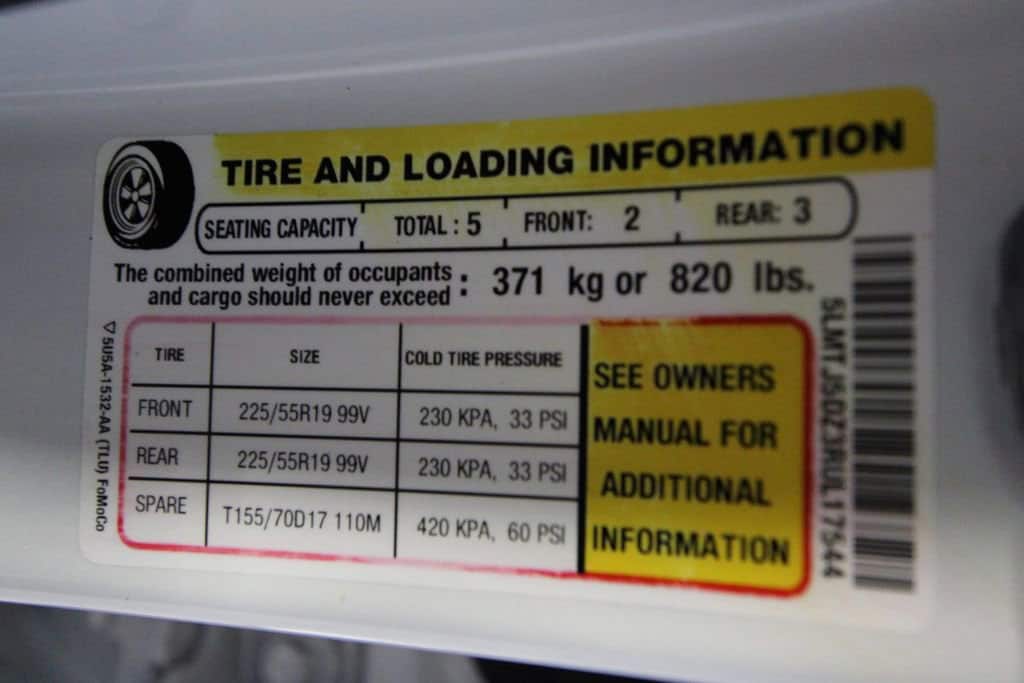 TIRE AND LOADING INFORMATION
SEATING CAPACITY TOTAL : 5 FRONT: 2 REAR: 3
The combined weight of occupants
and cargo should never exceed : 371 kg or 820 lbs.
TIRE SIZE COLD TIRE PRESSURE
FRONT 225/55R19 99V 230 KPA, 33 PSI
REAR 225/55R19 99V 230 KPA, 33 PSI
SPARE T155/70D17 110M 420 KPA, 60 PSI
SEE OWNERS
MANUAL FOR
ADDITIONAL
INFORMATION
5U5A-1532-AA (TLU) FoMoCo
5LMTJ5DZ3RUL17544